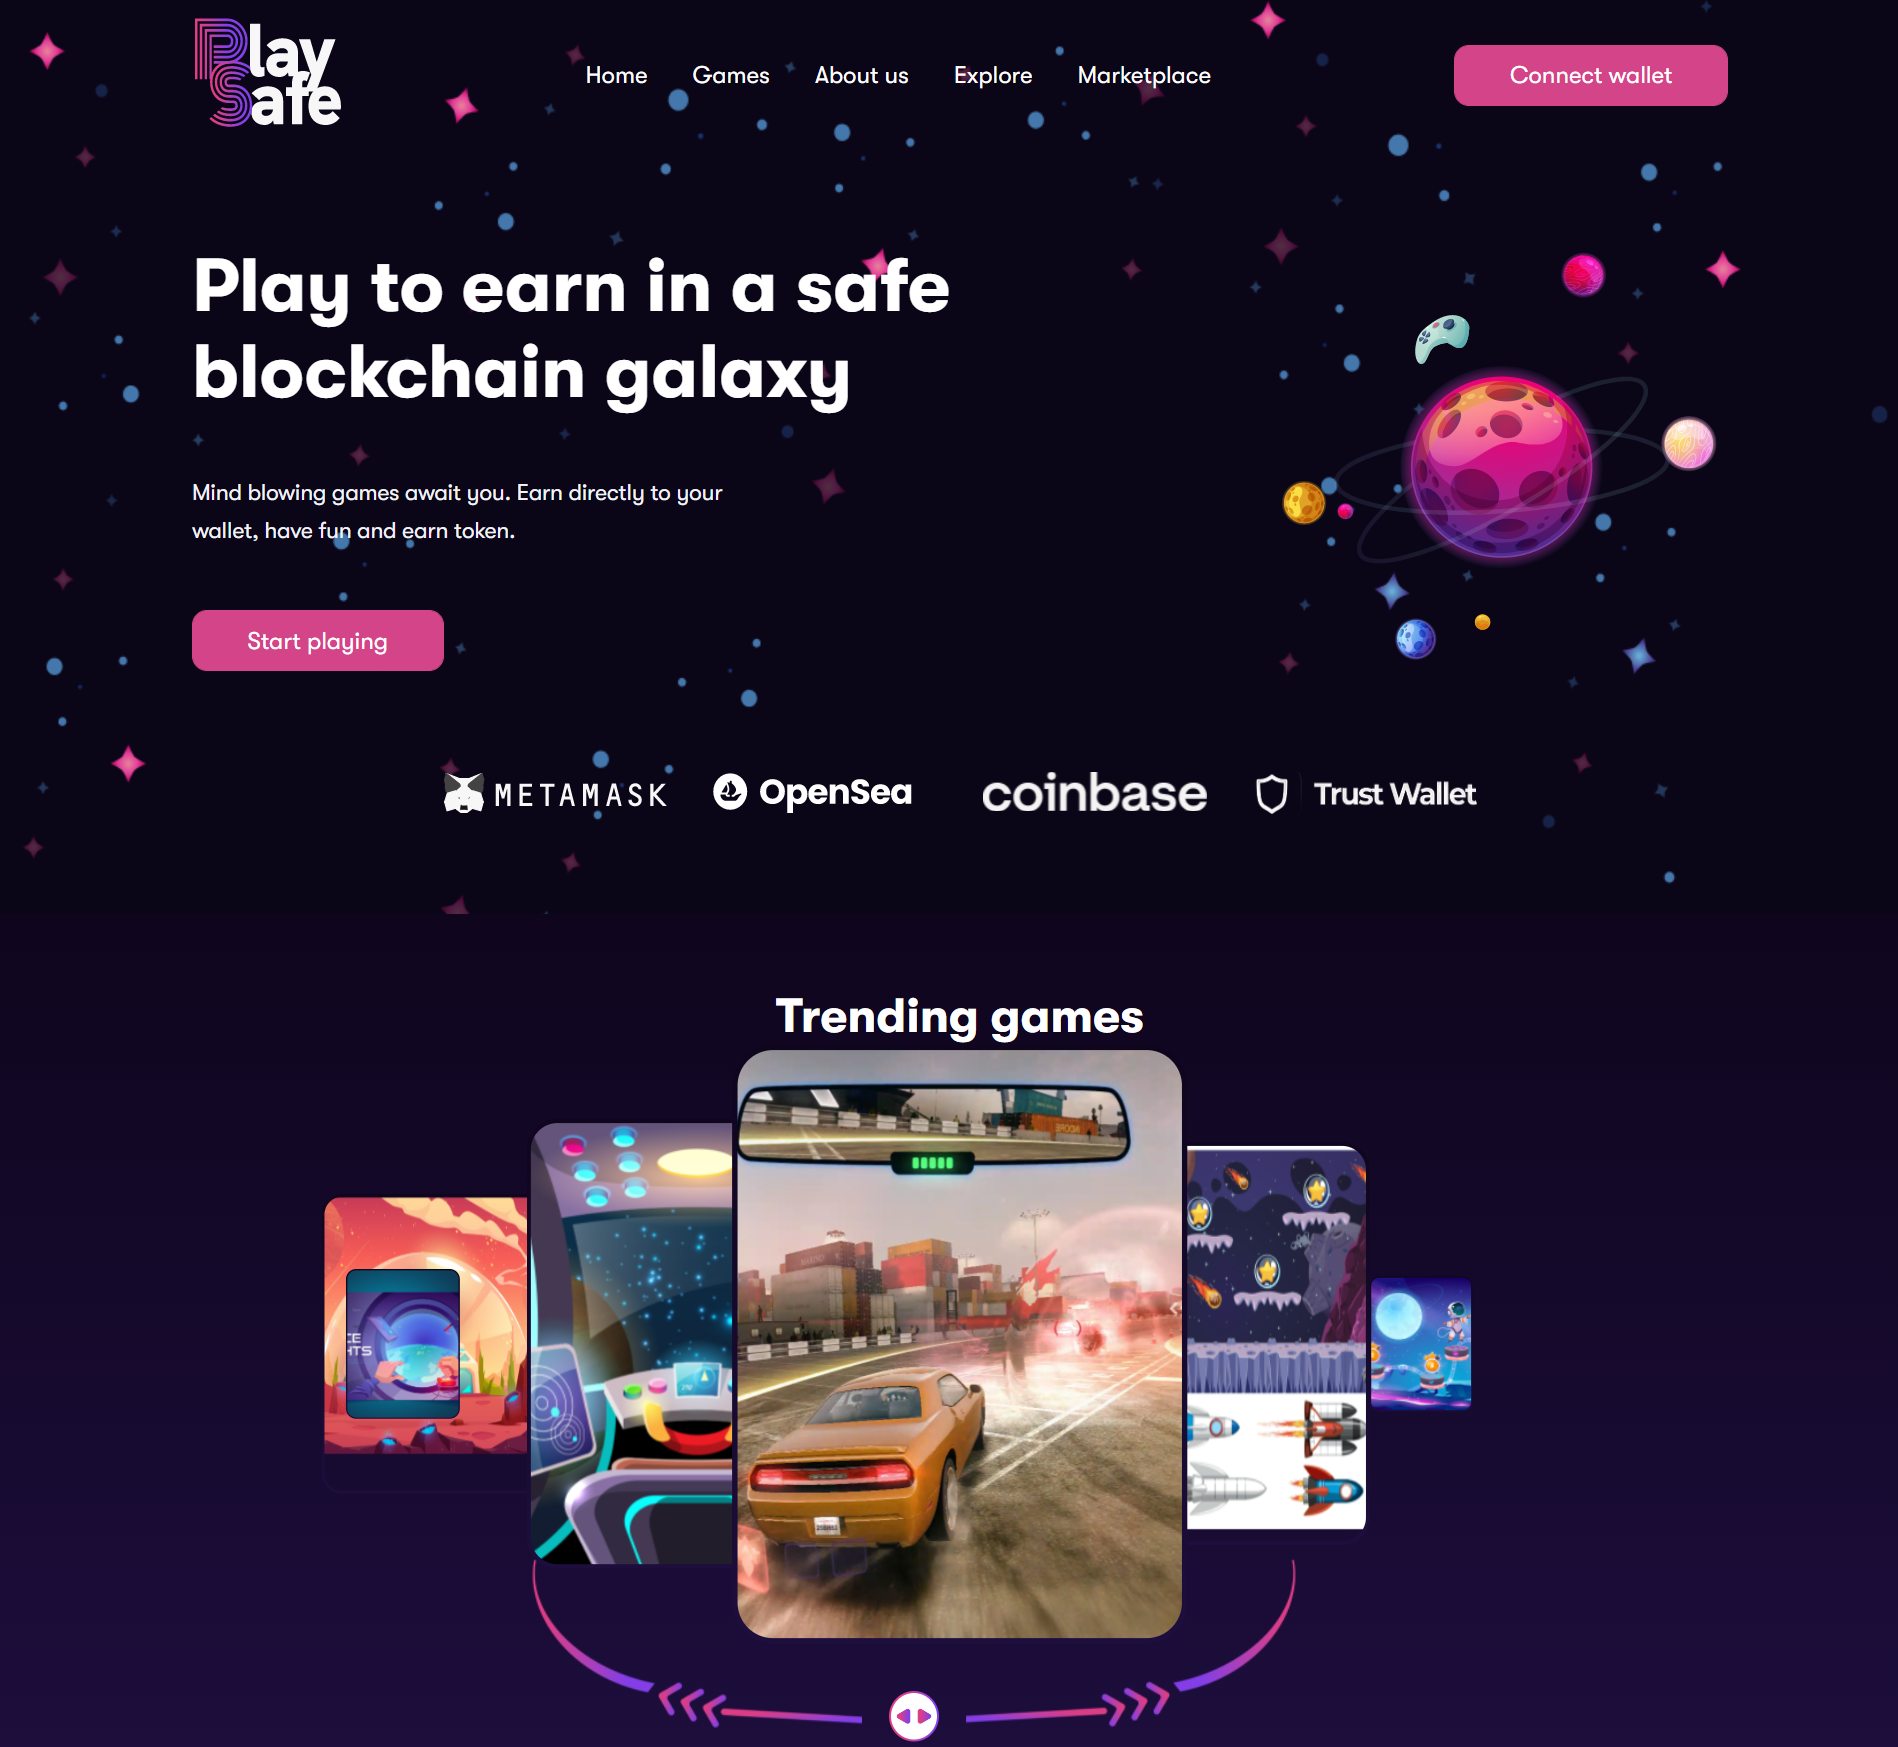 Play
Safe
Home
Games
About us
Explore
Marketplace
Connect wallet
Play to earn in a safe
blockchain galaxy
Mind blowing games await you. Earn directly to your
wallet, have fun and earn token.
Start playing
METAMASK
OpenSea
coinbase
Trust Wallet
Trending games